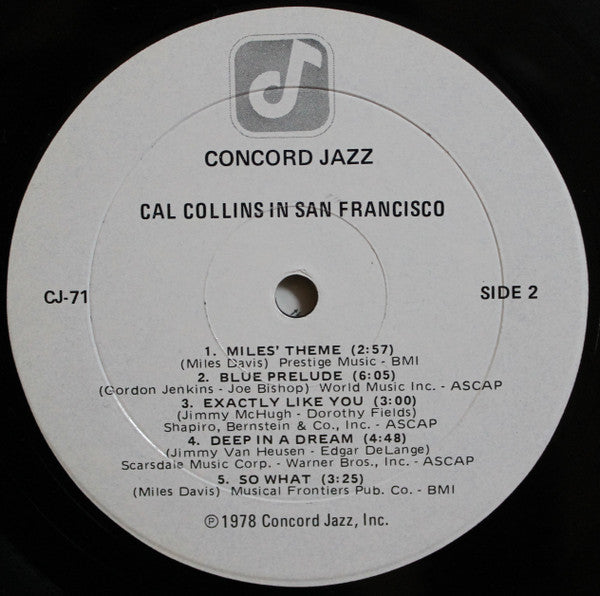 CONCORD JAZZ
CAL COLLINS IN SAN FRANCISCO
CJ-71
SIDE 2
1. MILES' THEME (2:57)
(Miles Davis) Prestige Music - BMI
2. BLUE PRELUDE (6:05)
(Gordon Jenkins - Joe Bishop) World Music Inc. - ASCAP
3. EXACTLY LIKE YOU (3:00)
(Jimmy McHugh - Dorothy Fields)
Shapiro, Bernstein & Co., Inc. - ASCAP
4. DEEP IN A DREAM (4:48)
(Jimmy Van Heusen - Edgar DeLange)
Scarsdale Music Corp. - Warner Bros., Inc. - ASCAP
5. SO WHAT (3:25)
(Miles Davis) Musical Frontiers Pub. Co. - BMI
℗1978 Concord Jazz, Inc.